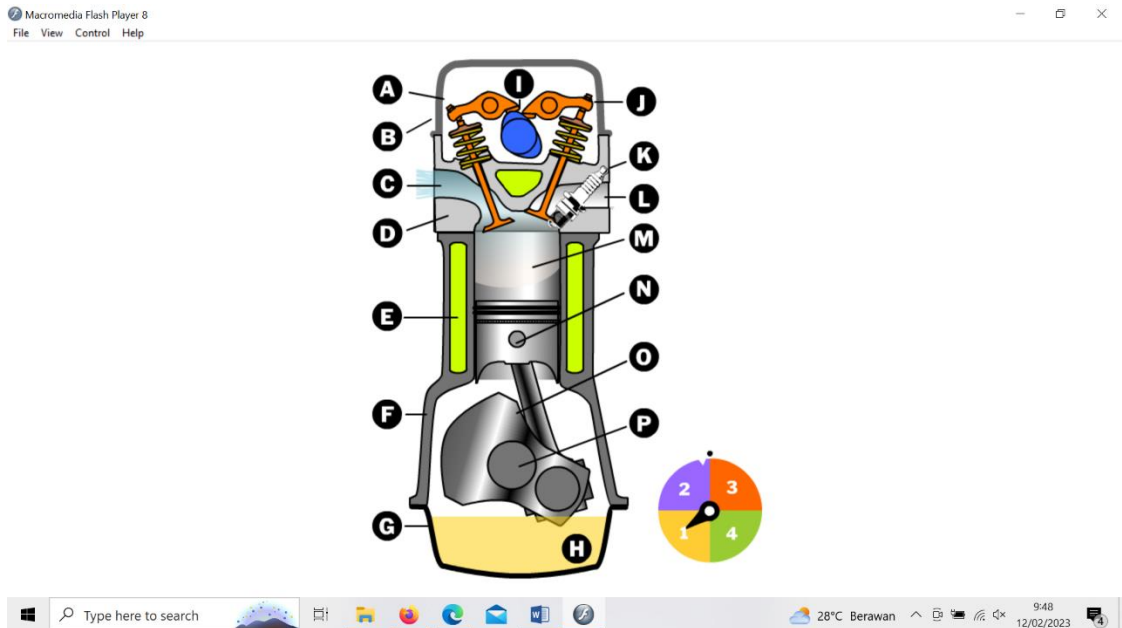 Macromedia Flash Player 8
File View Control Help
A
I
J
B
K
C
L
D
M
N
E
O
F
P
2 3
1 4
G
H
Type here to search
28°C Berawan
9:48
12/02/2023
4